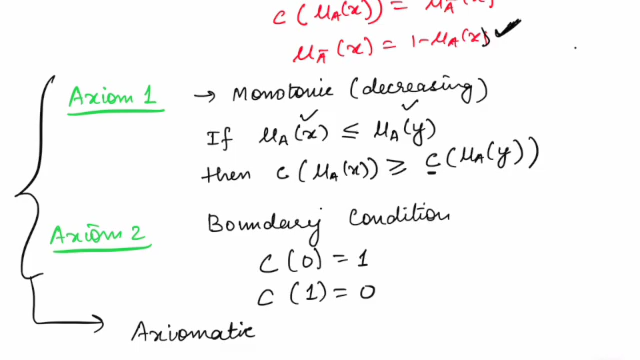 c(μA(x)) = μĀ(x)
μĀ(x) = 1-μA(x) ✓
Axiom 1 → Monotonic (decreasing)
If μA(x) ≤ μA(y)
then c(μA(x)) ≥ c(μA(y))
Axiom 2 Boundary Condition
c(0) = 1
c(1) = 0
Axiomatic